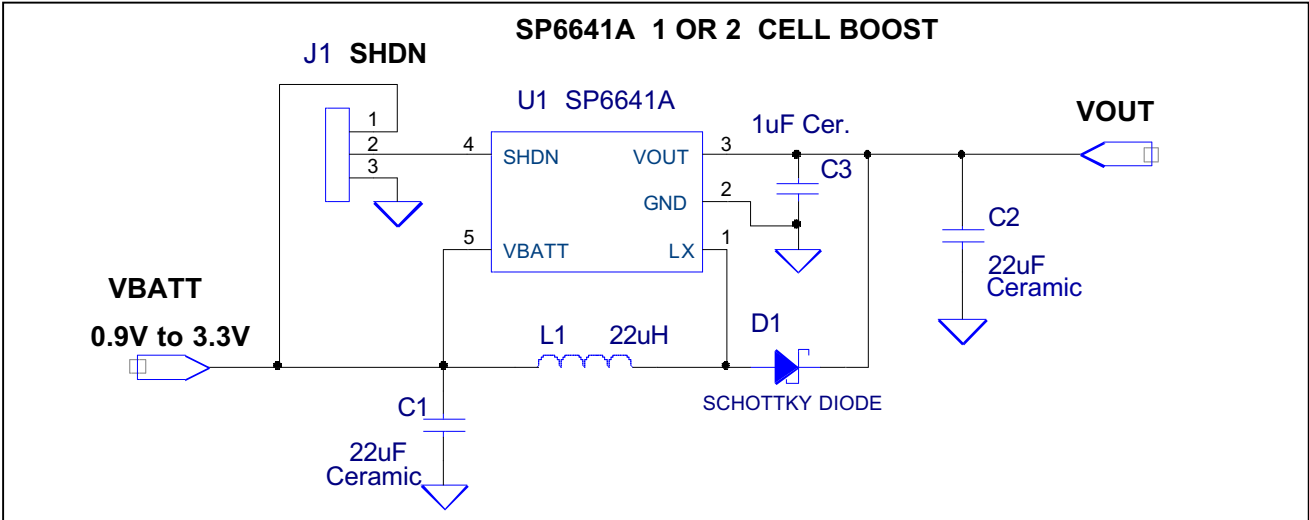 SP6641A 1 OR 2 CELL BOOST
J1 SHDN
U1 SP6641A
VOUT
1
2
3
4
SHDN
VOUT
3
1uF Cer.
C3
GND
2
5
VBATT
LX
1
C2
22uF
Ceramic
VBATT
0.9V to 3.3V
L1
22uH
D1
SCHOTTKY DIODE
C1
22uF
Ceramic